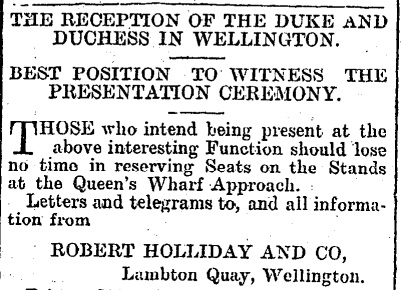 THE RECEPTION OF THE DUKE AND
DUCHESS IN WELLINGTON.
BEST POSITION TO WITNESS THE
PRESENTATION CEREMONY.
THOSE who intend being present at the
above interesting Function should lose
no time in reserving Seats on the Stands
at the Queen's Wharf Approach.
Letters and telegrams to, and all informa-
tion from
ROBERT HOLLIDAY AND CO,
Lambton Quay, Wellington.